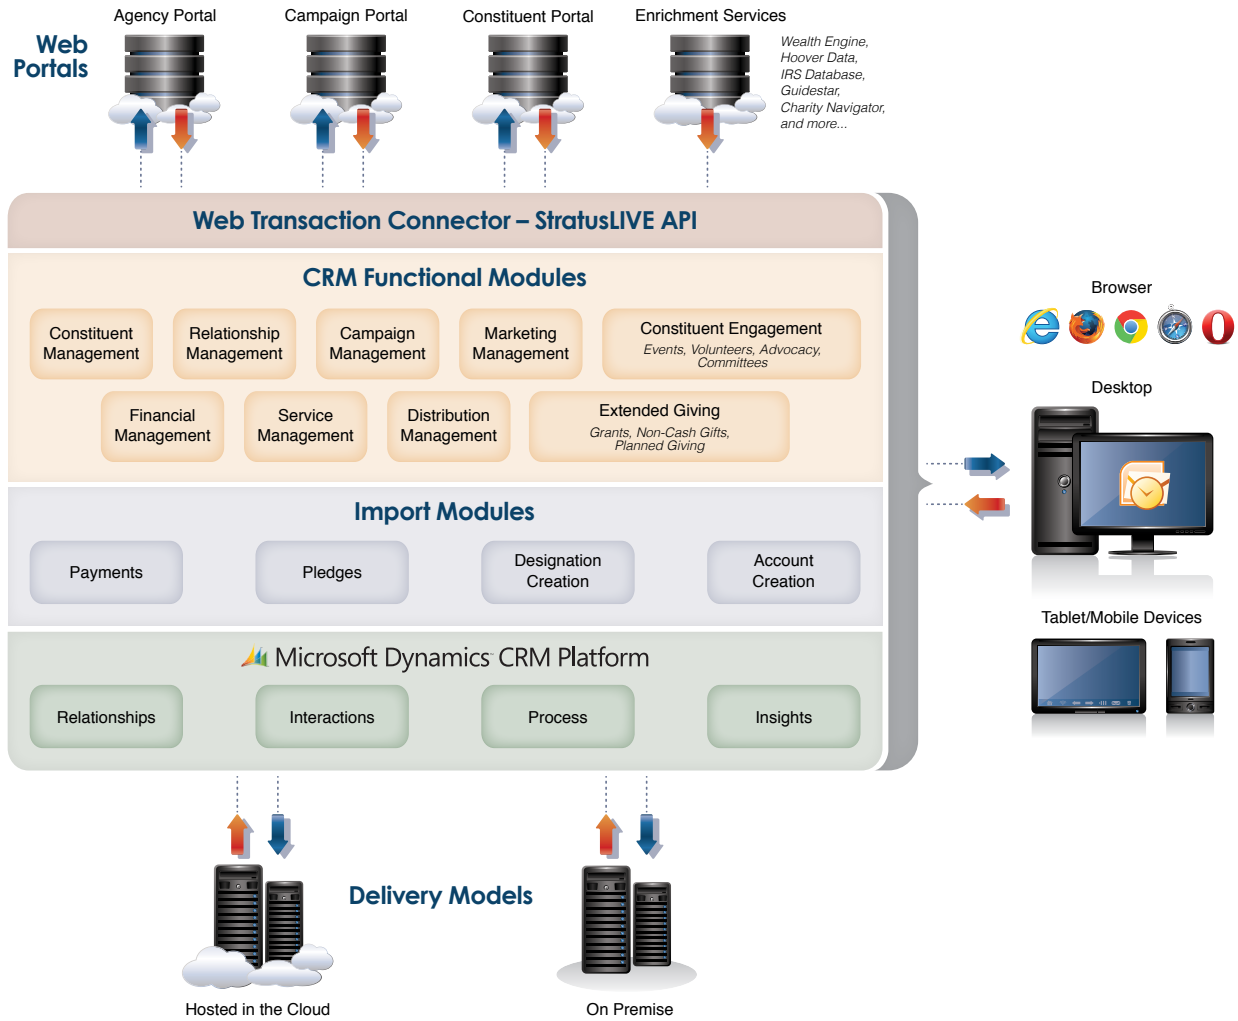 Agency Portal
Campaign Portal
Constituent Portal
Enrichment Services
Web
Portals
Wealth Engine,
Hoover Data,
IRS Database,
Guidestar,
Charity Navigator,
and more...
Web Transaction Connector – StratusLIVE API
CRM Functional Modules
Constituent
Management
Relationship
Management
Campaign
Management
Marketing
Management
Constituent Engagement
Events, Volunteers, Advocacy,
Committees
Financial
Management
Service
Management
Distribution
Management
Extended Giving
Grants, Non-Cash Gifts,
Planned Giving
Import Modules
Payments
Pledges
Designation
Creation
Account
Creation
Microsoft Dynamics™ CRM Platform
Relationships
Interactions
Process
Insights
Browser
Desktop
Tablet/Mobile Devices
Delivery Models
Hosted in the Cloud
On Premise